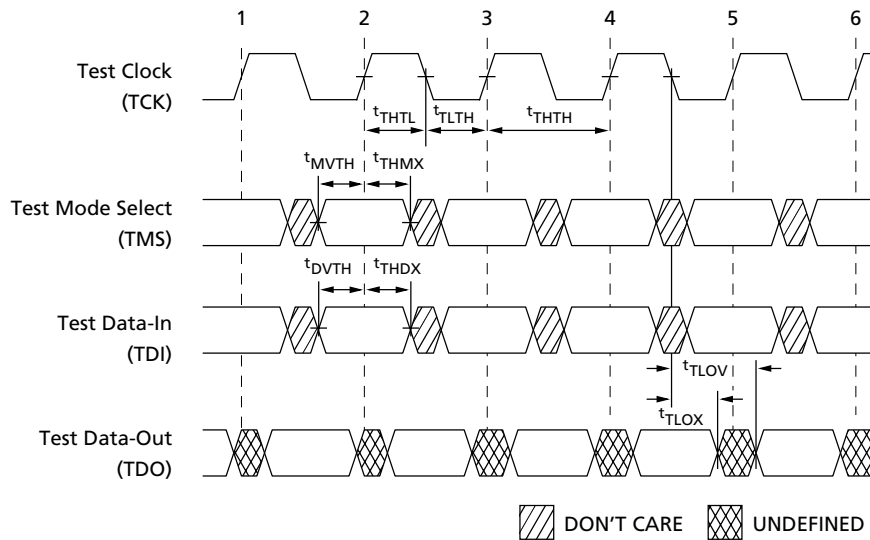 1 2 3 4 5 6
Test Clock
(TCK)
tTHTL tTLTH tTHTH
tMVTH tTHMX
Test Mode Select
(TMS)
tDVTH tTHDX
Test Data-In
(TDI)
tTLOV
tTLOX
Test Data-Out
(TDO)
DON'T CARE UNDEFINED